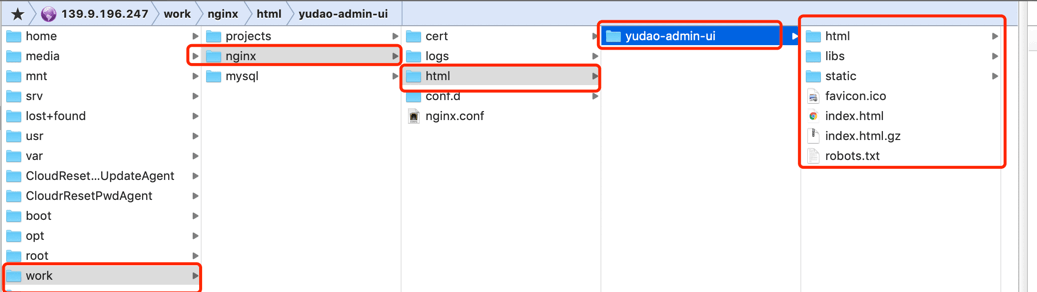 139.9.196.247 work nginx html yudao-admin-ui
home
media
mnt
srv
lost+found
usr
var
CloudReset...UpdateAgent
CloudrResetPwdAgent
boot
opt
root
work
projects
nginx
mysql
cert
logs
html
conf.d
nginx.conf
yudao-admin-ui
html
libs
static
favicon.ico
index.html
index.html.gz
robots.txt